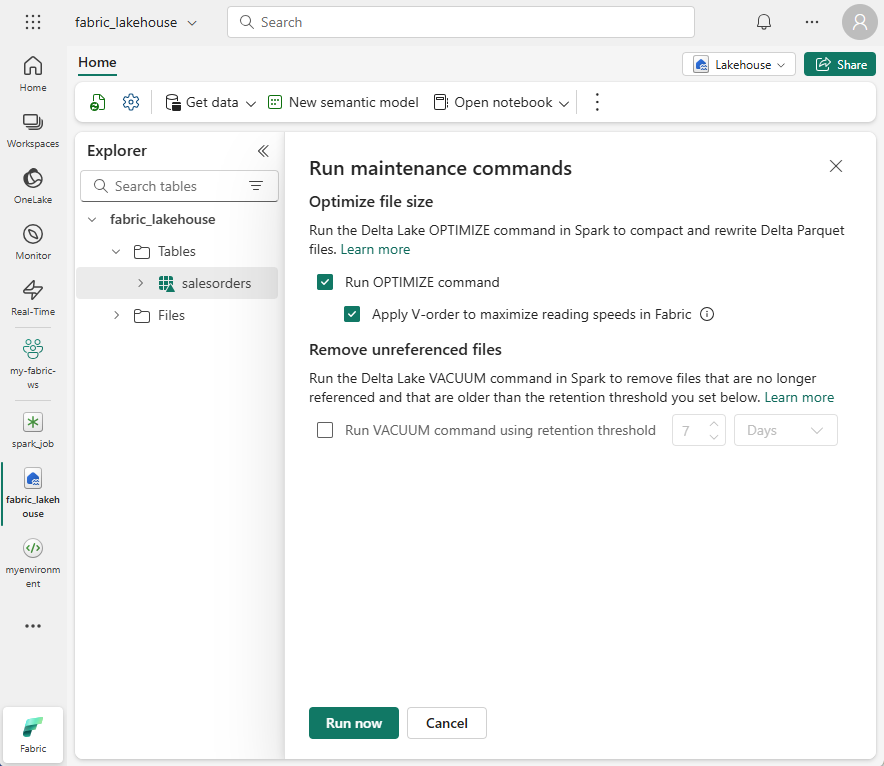 fabric_lakehouse
Search
Home
Workspaces
OneLake
Monitor
Real-Time
my-fabric-
ws
spark_job
fabric_lakeh
ouse
myenvironm
ent
Fabric
Home
Lakehouse
Share
Get data
New semantic model
Open notebook
Explorer
Search tables
fabric_lakehouse
Tables
salesorders
Files
Run maintenance commands
Optimize file size
Run the Delta Lake OPTIMIZE command in Spark to compact and rewrite Delta Parquet
files. Learn more
Run OPTIMIZE command
Apply V-order to maximize reading speeds in Fabric
Remove unreferenced files
Run the Delta Lake VACUUM command in Spark to remove files that are no longer
referenced and that are older than the retention threshold you set below. Learn more
Run VACUUM command using retention threshold 7 Days
Run now
Cancel